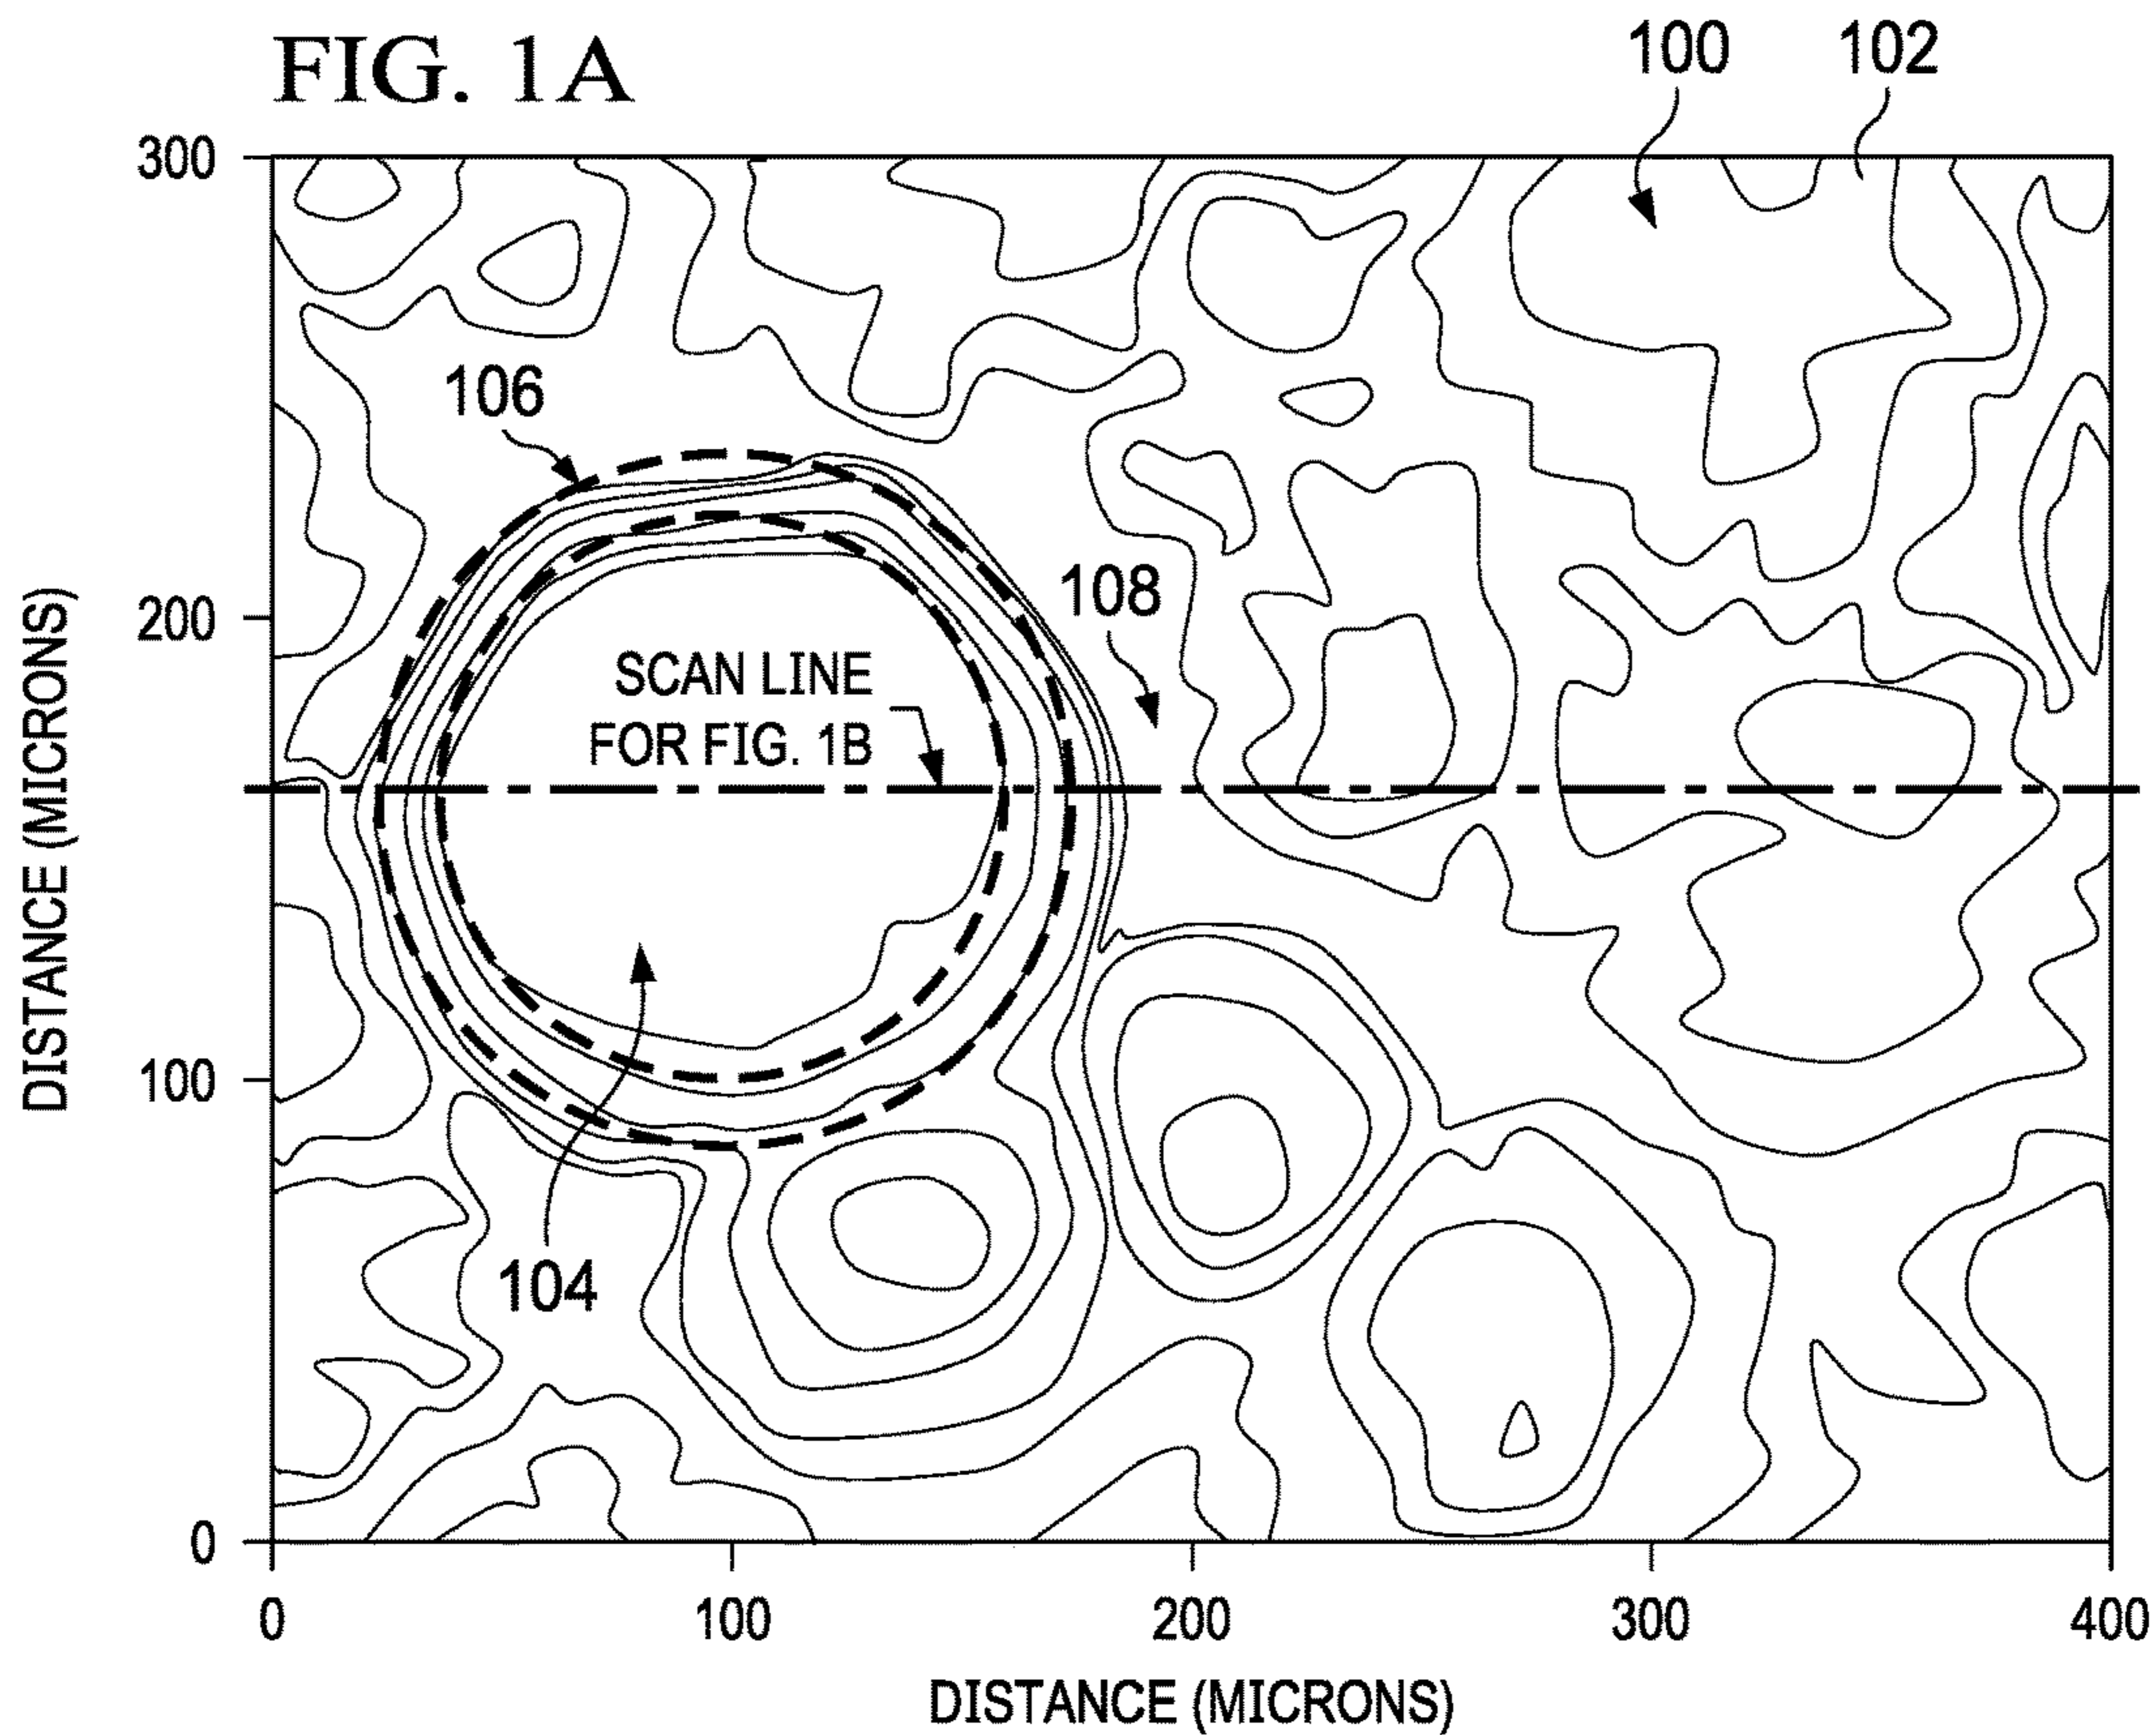 FIG. 1A
100
102
300
106
200
108
SCAN LINE
FOR FIG. 1B
DISTANCE (MICRONS)
100
104
0
0
100
200
300
400
DISTANCE (MICRONS)